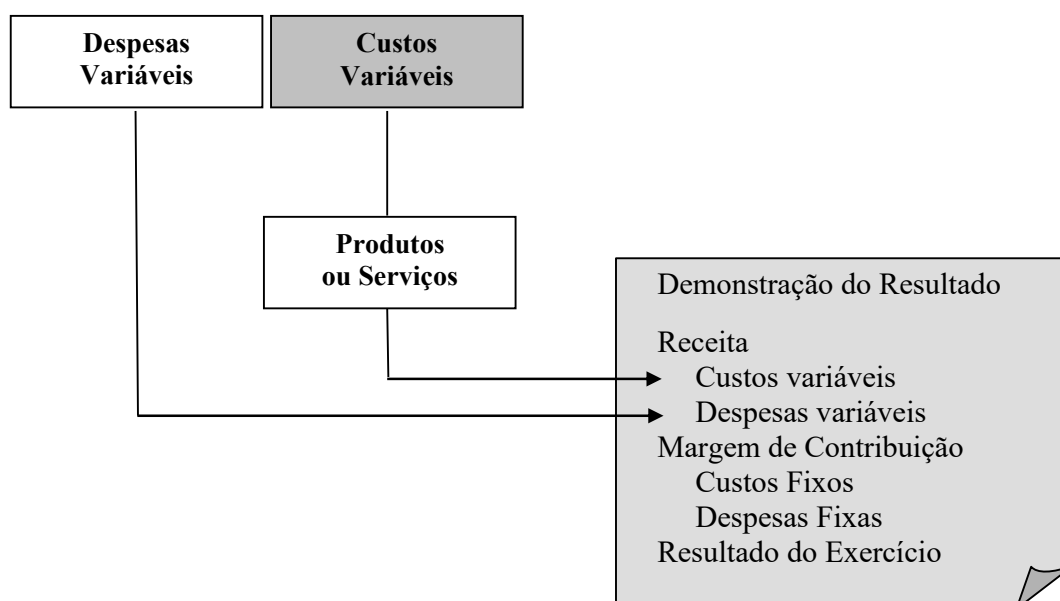 Despesas
Variáveis
Custos
Variáveis
Produtos
ou Serviços
Demonstração do Resultado
Receita
Custos variáveis
Despesas variáveis
Margem de Contribuição
Custos Fixos
Despesas Fixas
Resultado do Exercício